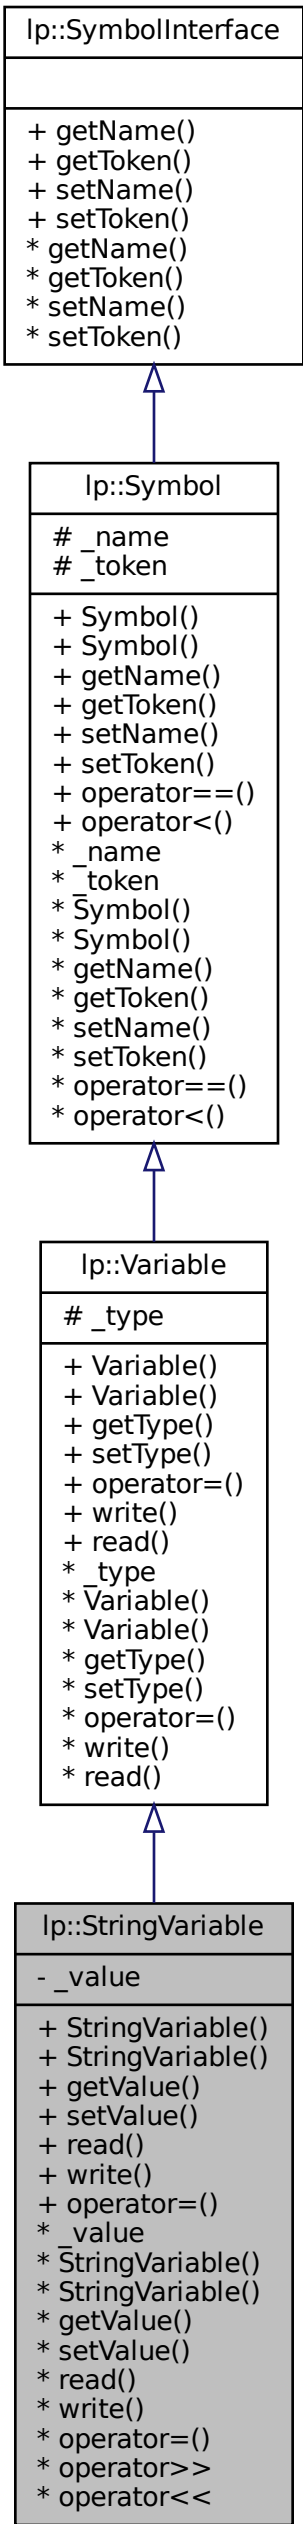 lp::SymbolInterface
+ getName()
+ getToken()
+ setName()
+ setToken()
* getName()
* getToken()
* setName()
* setToken()
lp::Symbol
# _name
# _token
+ Symbol()
+ Symbol()
+ getName()
+ getToken()
+ setName()
+ setToken()
+ operator==()
+ operator<()
* _name
* _token
* Symbol()
* Symbol()
* getName()
* getToken()
* setName()
* setToken()
* operator==()
* operator<()
lp::Variable
# _type
+ Variable()
+ Variable()
+ getType()
+ setType()
+ operator=()
+ write()
+ read()
* _type
* Variable()
* Variable()
* getType()
* setType()
* operator=()
* write()
* read()
lp::StringVariable
- _value
+ StringVariable()
+ StringVariable()
+ getValue()
+ setValue()
+ read()
+ write()
+ operator=()
* _value
* StringVariable()
* StringVariable()
* getValue()
* setValue()
* read()
* write()
* operator=()
* operator>>
* operator<<